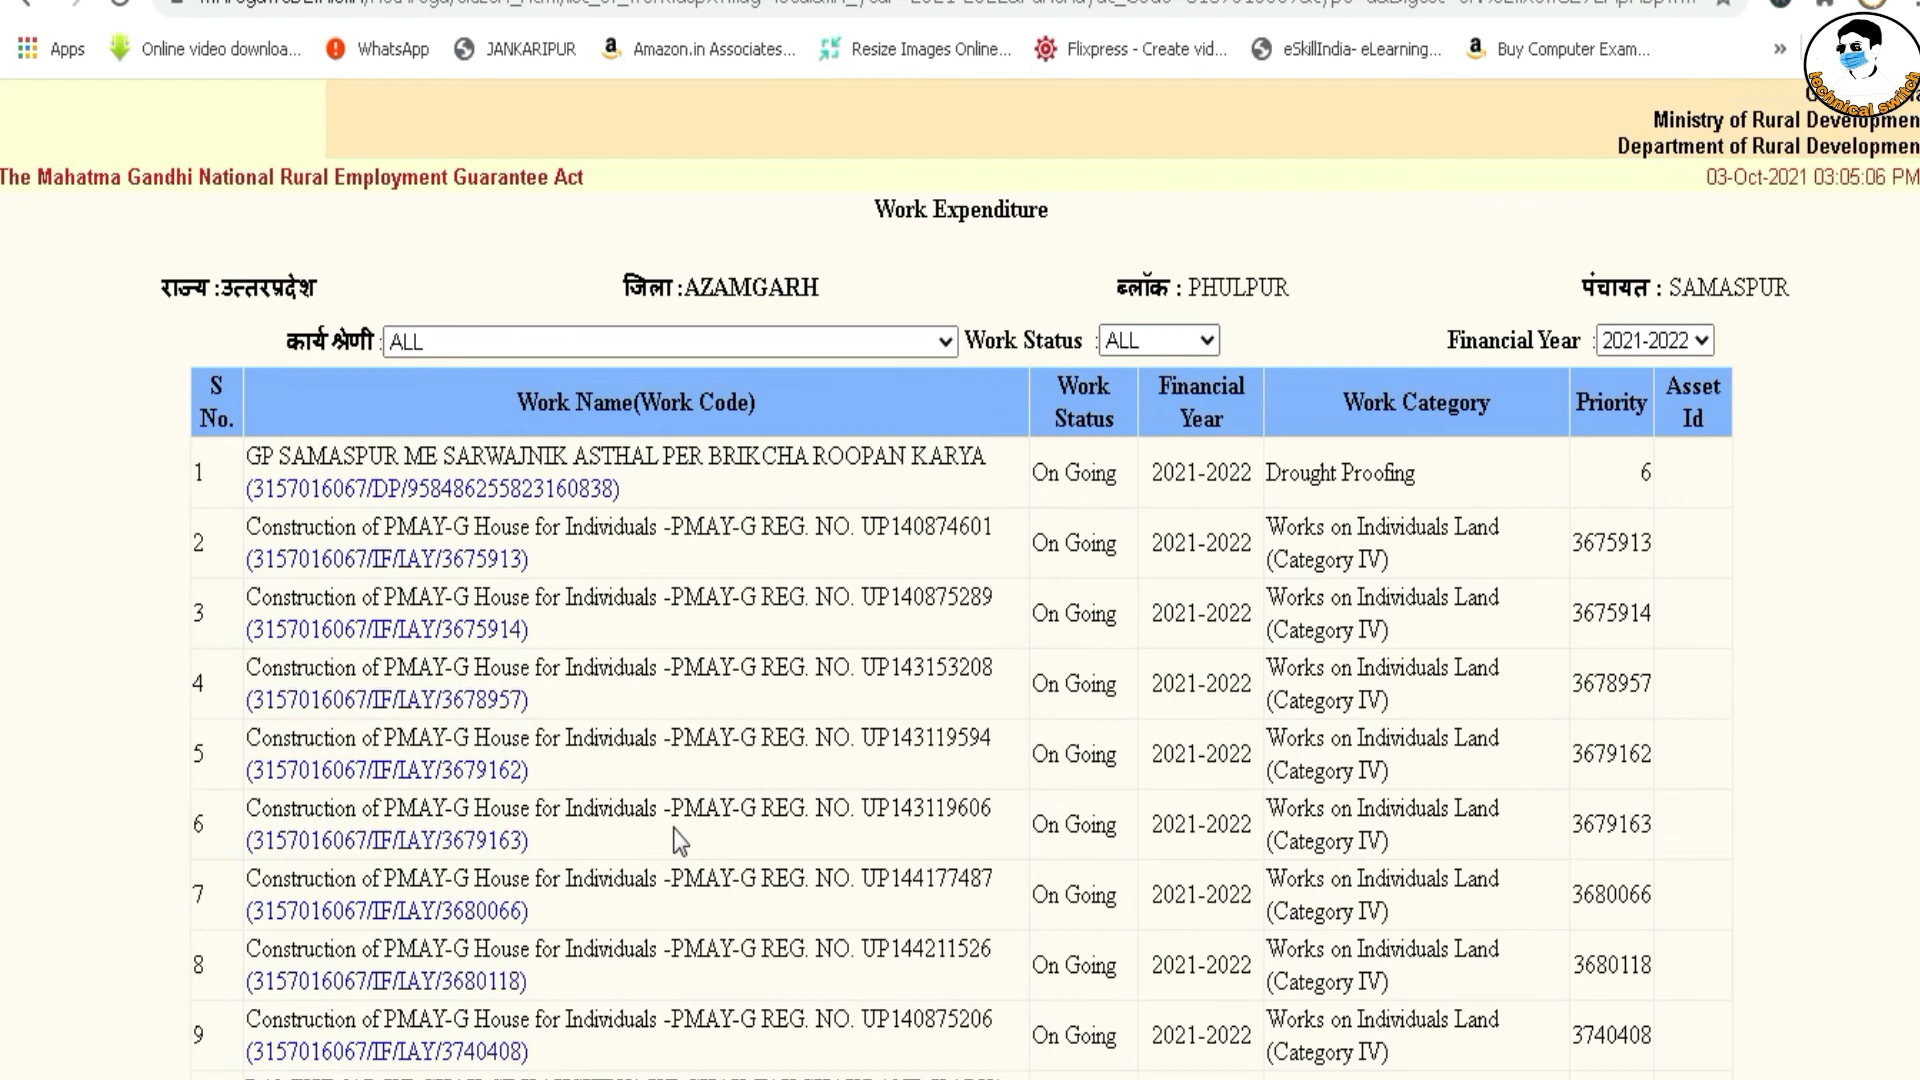 Apps Online video downloa... WhatsApp JANKARIPUR Amazon.in Associates... Resize Images Online... Flixpress - Create vid... eSkillIndia- eLearning... Buy Computer Exam... »
technical switch
Ministry of Rural Developmen
Department of Rural Developmen
The Mahatma Gandhi National Rural Employment Guarantee Act 03-Oct-2021 03:05:06 PM
Work Expenditure
राज्य :उत्तरप्रदेश जिला :AZAMGARH ब्लॉक : PHULPUR पंचायत : SAMASPUR
कार्य श्रेणी : ALL Work Status : ALL Financial Year : 2021-2022
S No. Work Name(Work Code) Work Status Financial Year Work Category Priority Asset Id
1 GP SAMASPUR ME SARWAJNIK ASTHAL PER BRIKCHA ROOPAN KARYA On Going 2021-2022 Drought Proofing 6
(3157016067/DP/958486255823160838)
2 Construction of PMAY-G House for Individuals -PMAY-G REG. NO. UP140874601 On Going 2021-2022 Works on Individuals Land 3675913
(3157016067/IF/IAY/3675913) (Category IV)
3 Construction of PMAY-G House for Individuals -PMAY-G REG. NO. UP140875289 On Going 2021-2022 Works on Individuals Land 3675914
(3157016067/IF/IAY/3675914) (Category IV)
4 Construction of PMAY-G House for Individuals -PMAY-G REG. NO. UP143153208 On Going 2021-2022 Works on Individuals Land 3678957
(3157016067/IF/IAY/3678957) (Category IV)
5 Construction of PMAY-G House for Individuals -PMAY-G REG. NO. UP143119594 On Going 2021-2022 Works on Individuals Land 3679162
(3157016067/IF/IAY/3679162) (Category IV)
6 Construction of PMAY-G House for Individuals -PMAY-G REG. NO. UP143119606 On Going 2021-2022 Works on Individuals Land 3679163
(3157016067/IF/IAY/3679163) (Category IV)
7 Construction of PMAY-G House for Individuals -PMAY-G REG. NO. UP144177487 On Going 2021-2022 Works on Individuals Land 3680066
(3157016067/IF/IAY/3680066) (Category IV)
8 Construction of PMAY-G House for Individuals -PMAY-G REG. NO. UP144211526 On Going 2021-2022 Works on Individuals Land 3680118
(3157016067/IF/IAY/3680118) (Category IV)
9 Construction of PMAY-G House for Individuals -PMAY-G REG. NO. UP140875206 On Going 2021-2022 Works on Individuals Land 3740408
(3157016067/IF/IAY/3740408) (Category IV)